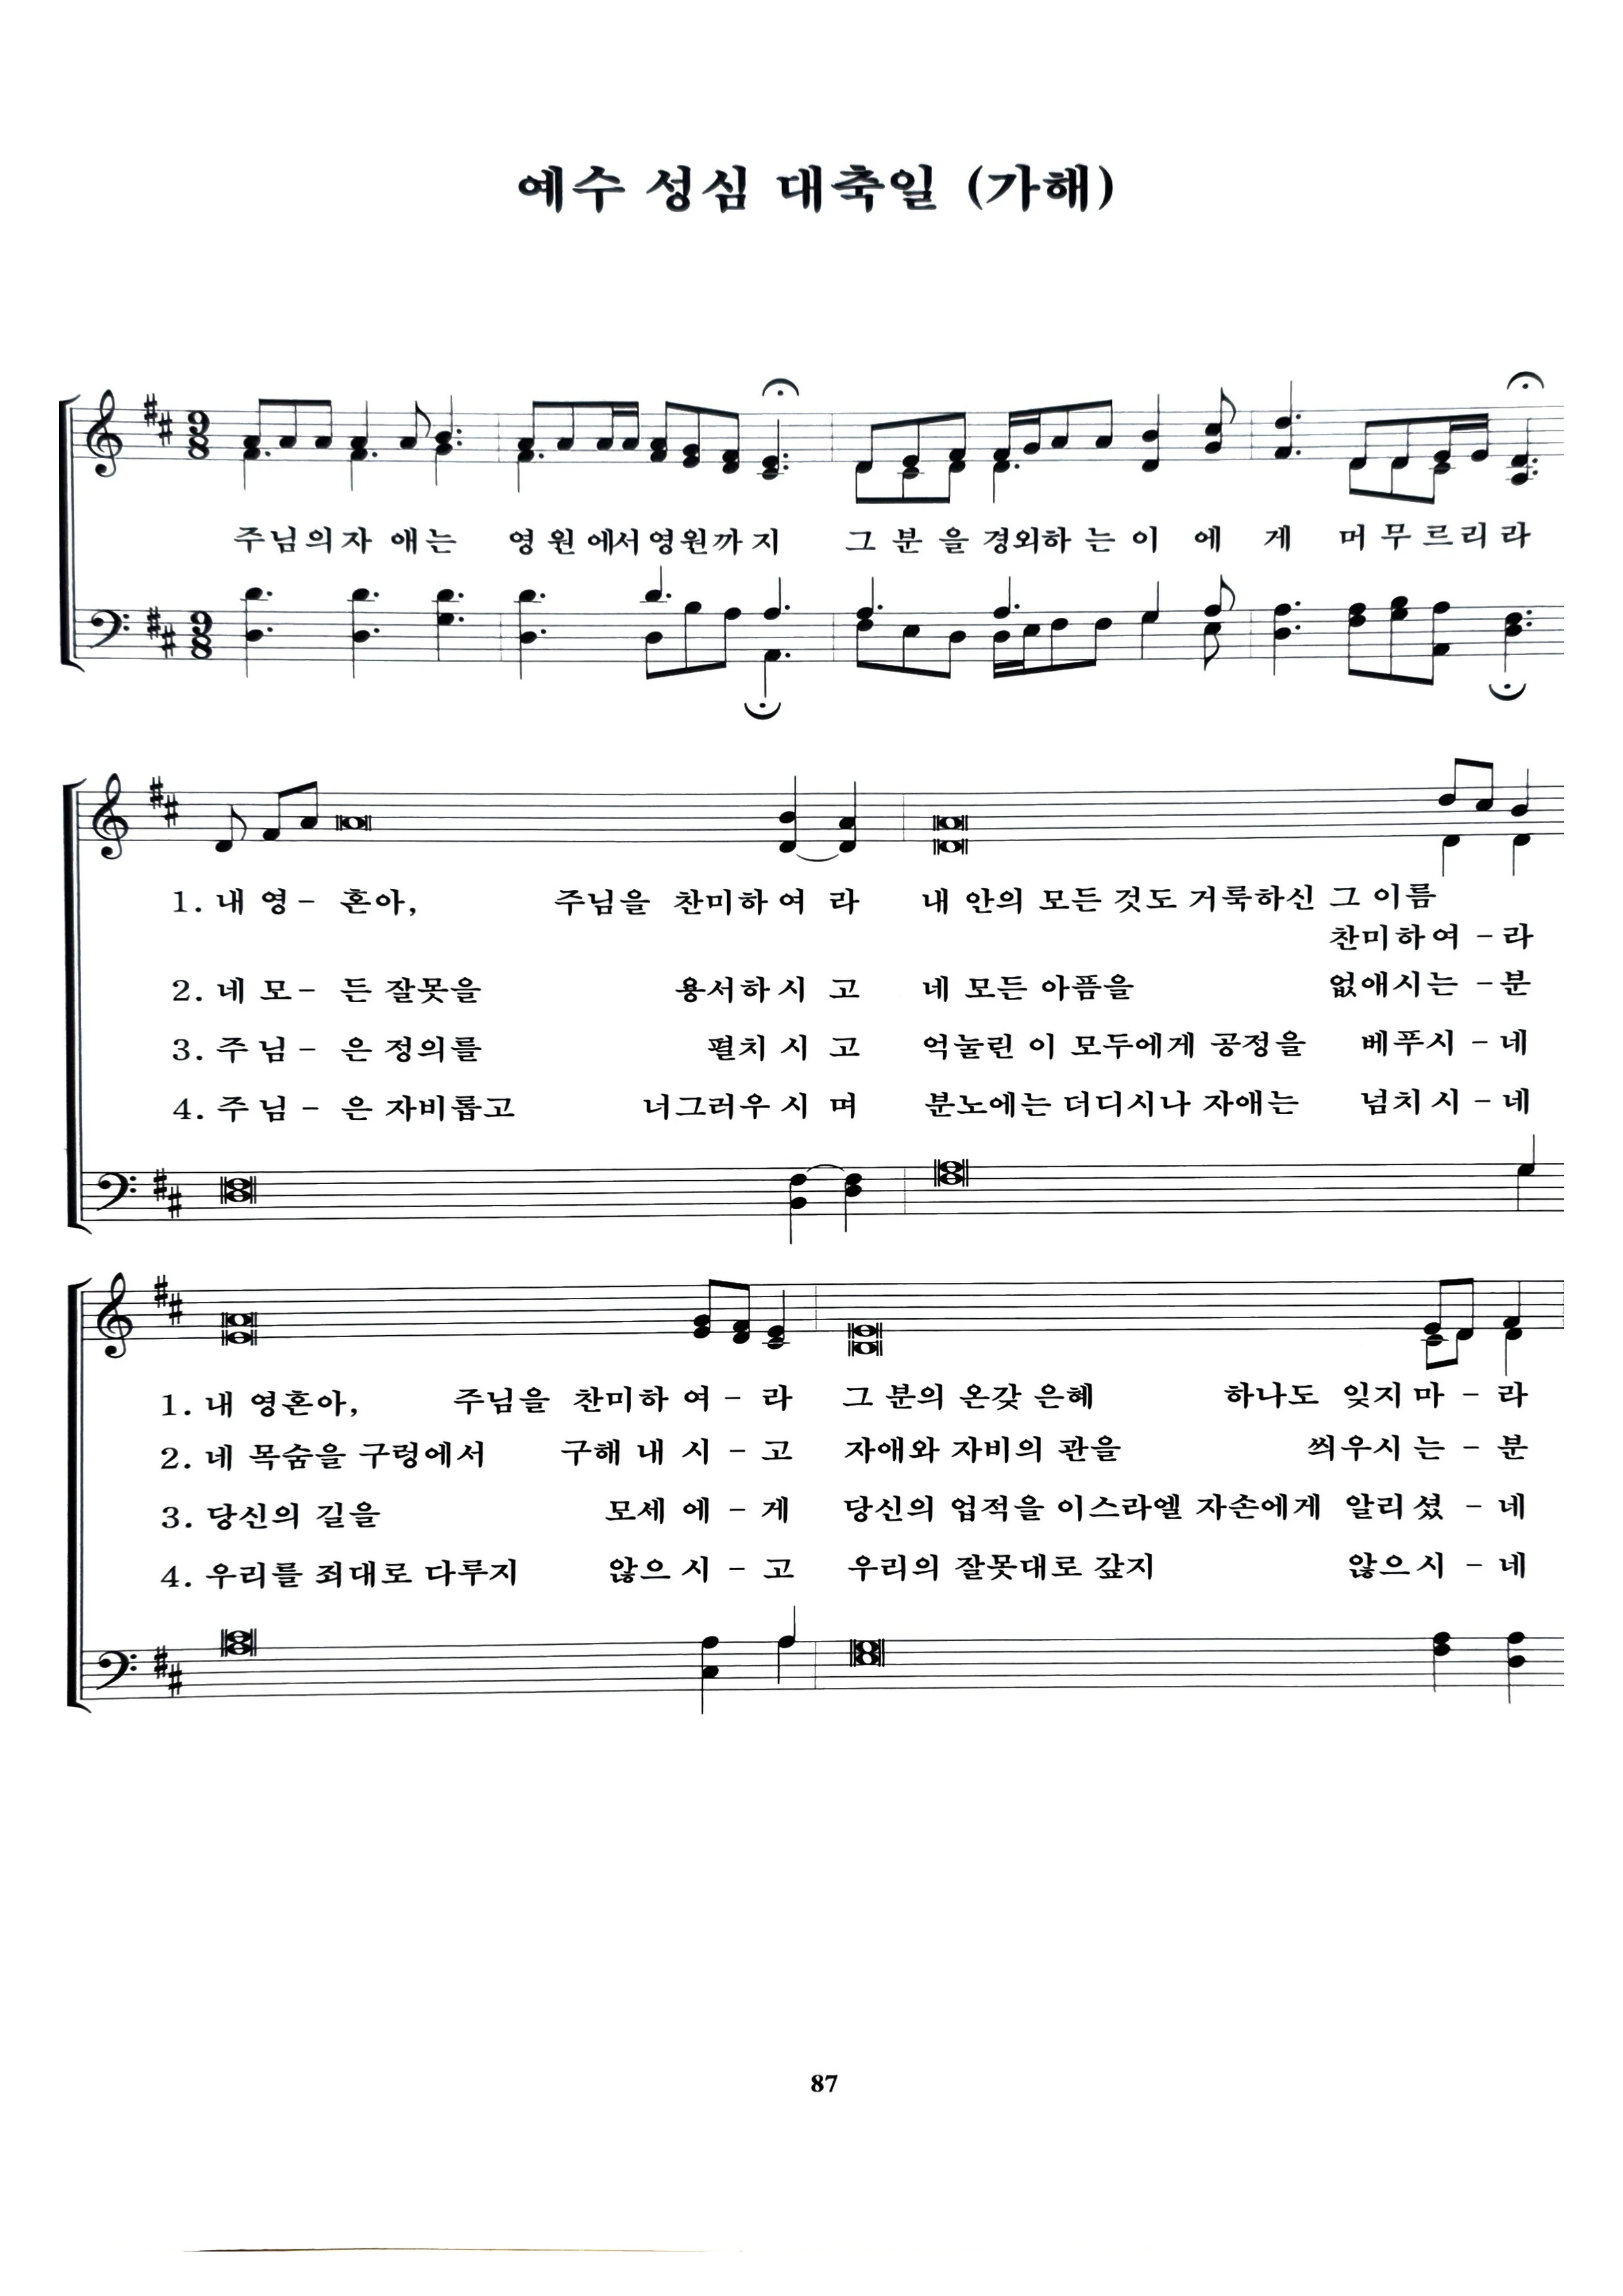 예수 성심 대축일 (가해)
9 8
주님의자 애는 영원에서영원까지 그 분 을 경외하 는 이 에 게 머 무 르리 라
9 8
1. 내 영- 혼아, 주님을 찬미하 여 라 내 안의 모든 것도 거룩하신 그 이름
찬미하여 -라
2. 네 모- 든 잘못을 용서하 시 고 네 모든 아픔을 없애시는 -분
3. 주 님- 은 정의를 펼치 시 고 억눌린 이 모두에게 공정을 베푸시 -네
4. 주 님- 은 자비롭고 너그러우 시 며 분노에는 더디시나 자애는 넘치시 -네
1. 내 영혼아, 주님을 찬미하 여 - 라 그 분의 온갖 은혜 하나도 잊지 마 - 라
2. 네 목숨을 구렁에서 구해 내 시 - 고 자애와 자비의 관을 씌우시 는 - 분
3. 당신의 길을 모세 에 - 게 당신의 업적을 이스라엘 자손에게 알리 셨 - 네
4. 우리를 죄대로 다루지 않으 시 - 고 우리의 잘못대로 갚지 않으시 - 네
87